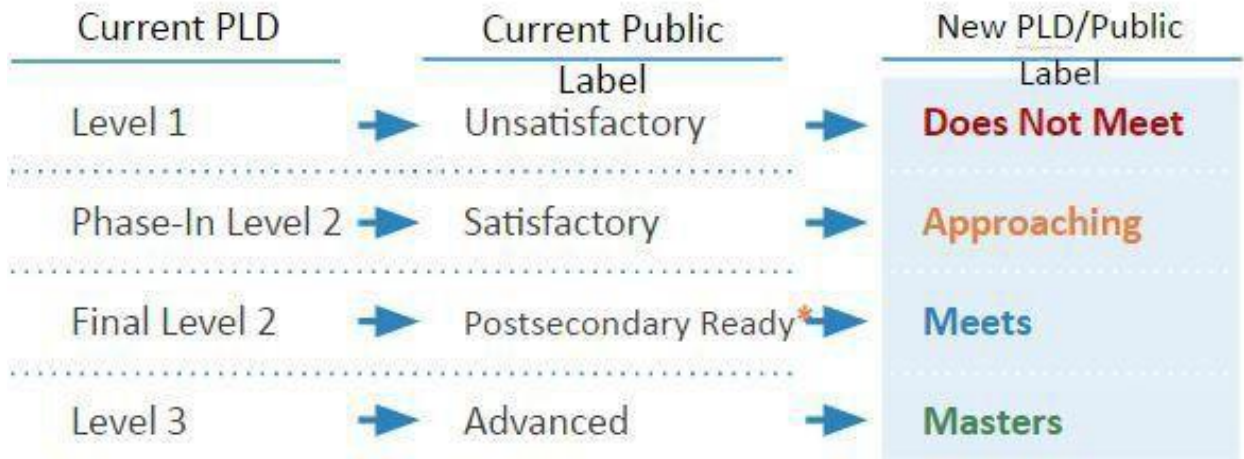 Current PLD
Current Public
Label
New PLD/Public
Label
Level 1
Unsatisfactory
Does Not Meet
Phase-In Level 2
Satisfactory
Approaching
Final Level 2
Postsecondary Ready*
Meets
Level 3
Advanced
Masters